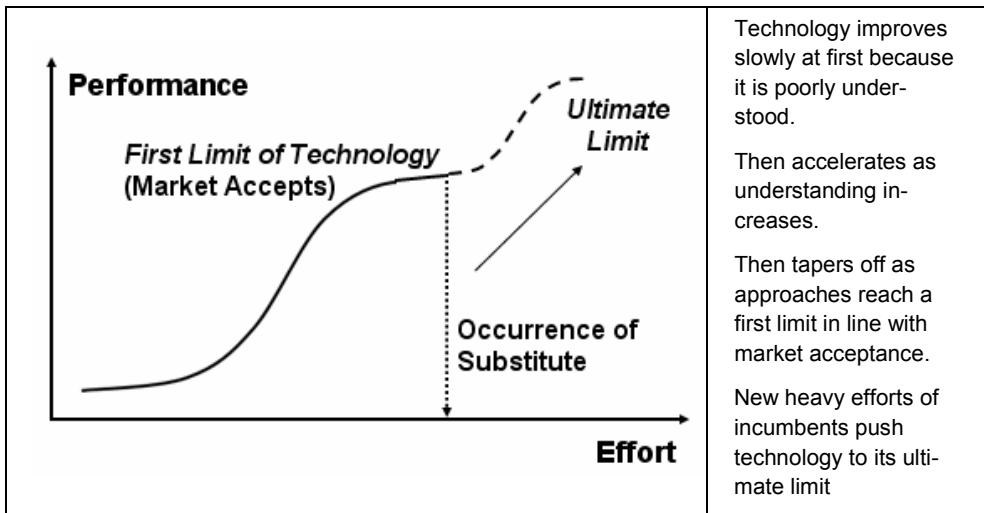 Performance
First Limit of Technology
(Market Accepts)
Ultimate
Limit
Occurrence of
Substitute
Effort
Technology improves
slowly at first because
it is poorly under-
stood.
Then accelerates as
understanding in-
creases.
Then tapers off as
approaches reach a
first limit in line with
market acceptance.
New heavy efforts of
incumbents push
technology to its ulti-
mate limit